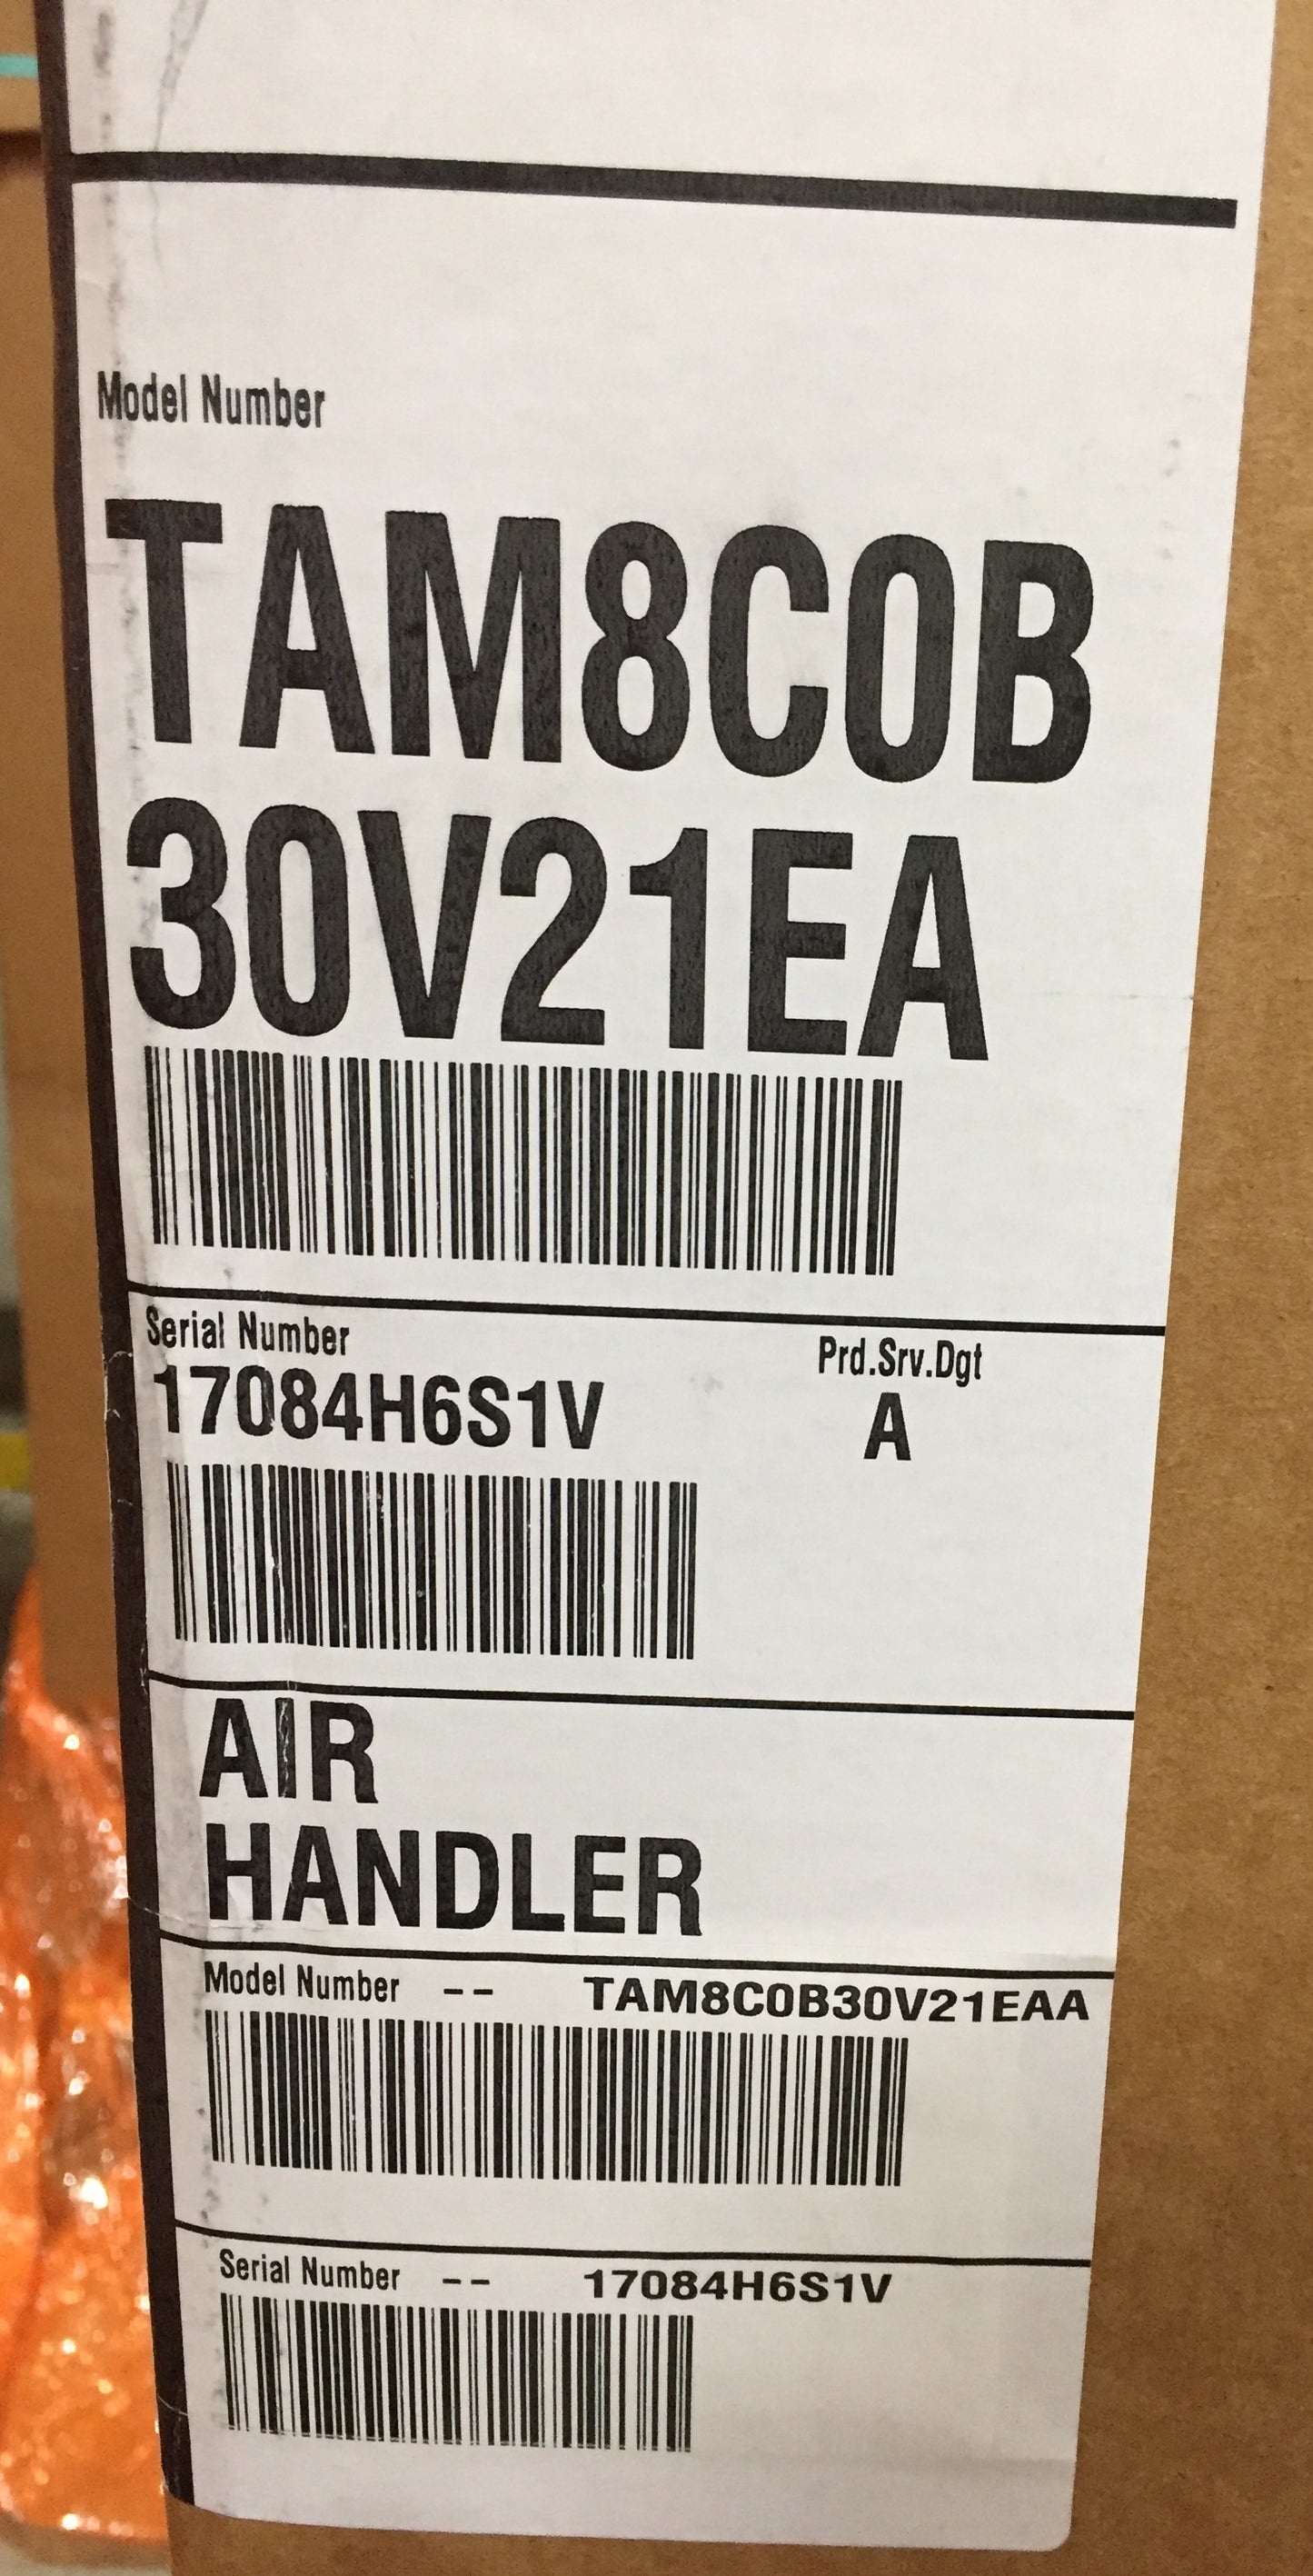 Model Number
TAM8C0B
30V21EA
Serial Number Prd.Srv.Dgt
17084H6S1V A
AIR
HANDLER
Model Number -- TAM8C0B30V21EAA
Serial Number -- 17084H6S1V